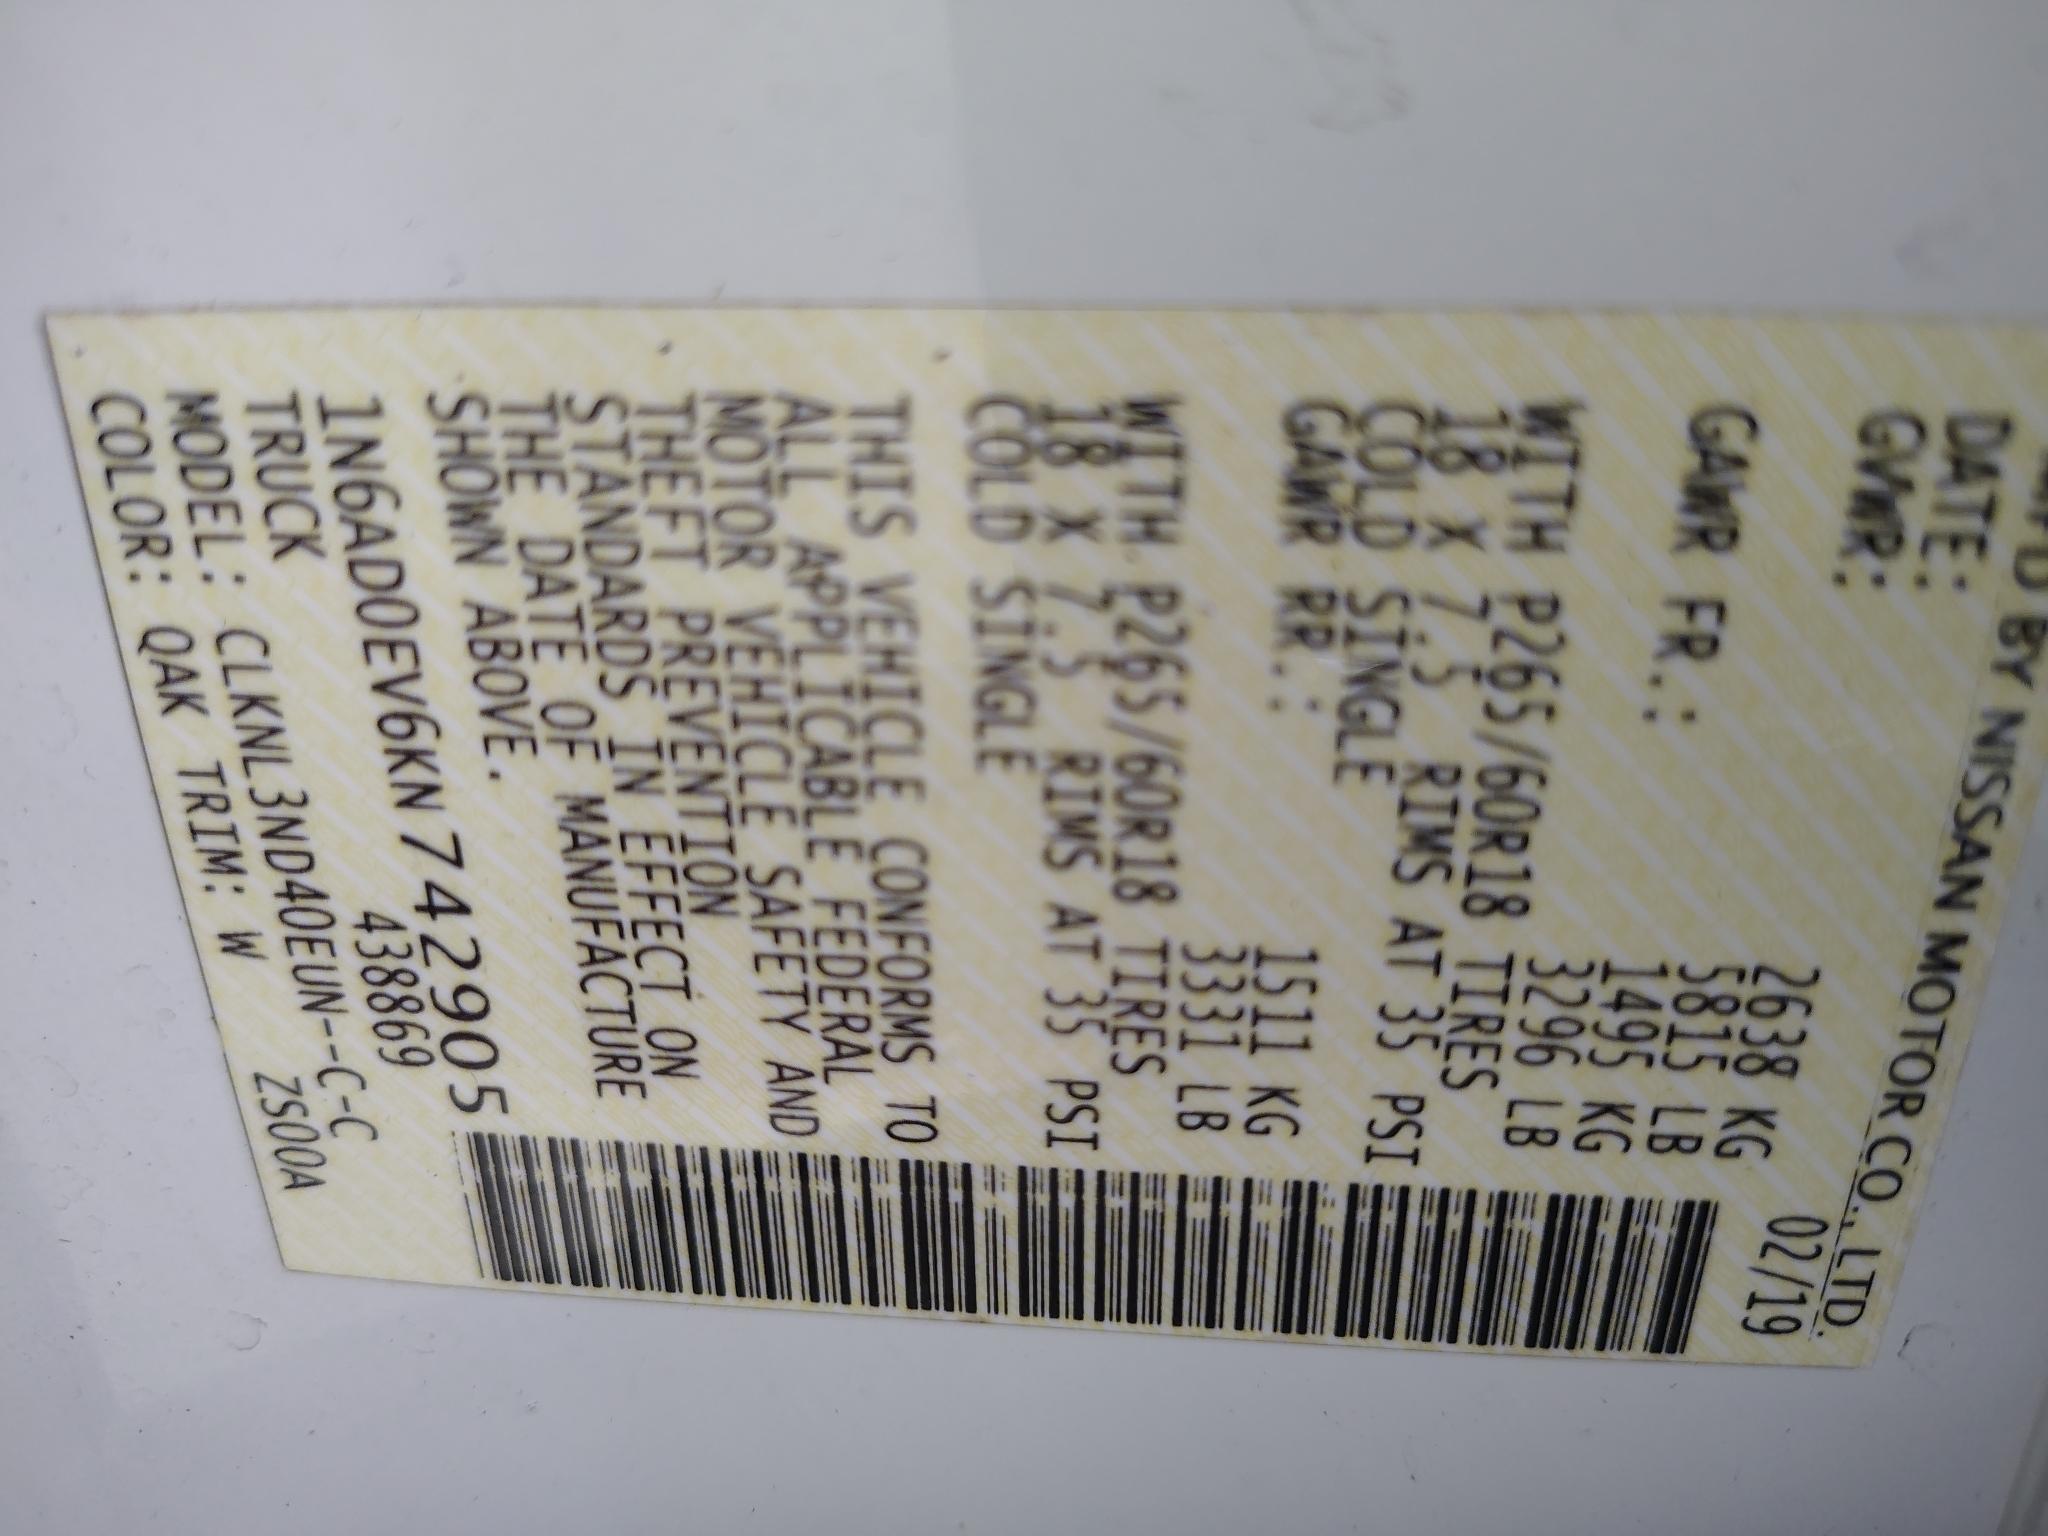 MFD BY NISSAN MOTOR CO., LTD.
DATE: 02/19
GVWR: 2638 KG
5815 LB
GAWR FR.: 1495 KG
3296 LB
WITH P265/60R18 TIRES
18 X 7.5 RIMS AT 35 PSI
COLD SINGLE
GAWR RR.: 1511 KG
3331 LB
WITH P265/60R18 TIRES
18 X 7.5 RIMS AT 35 PSI
COLD SINGLE
THIS VEHICLE CONFORMS TO
ALL APPLICABLE FEDERAL
MOTOR VEHICLE SAFETY AND
THEFT PREVENTION
STANDARDS IN EFFECT ON
THE DATE OF MANUFACTURE
SHOWN ABOVE.
1N6AD0EV6KN 742905
TRUCK 438869
MODEL: CLKNL3ND40EUN--C-C
COLOR: QAK TRIM: W ZS00A